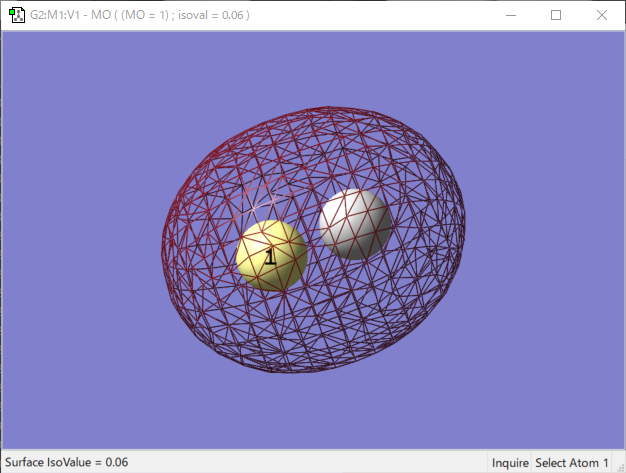 G2:M1:V1 - MO ( (MO = 1) ; isoval = 0.06 )
1
Surface IsoValue = 0.06
Inquire
Select Atom 1